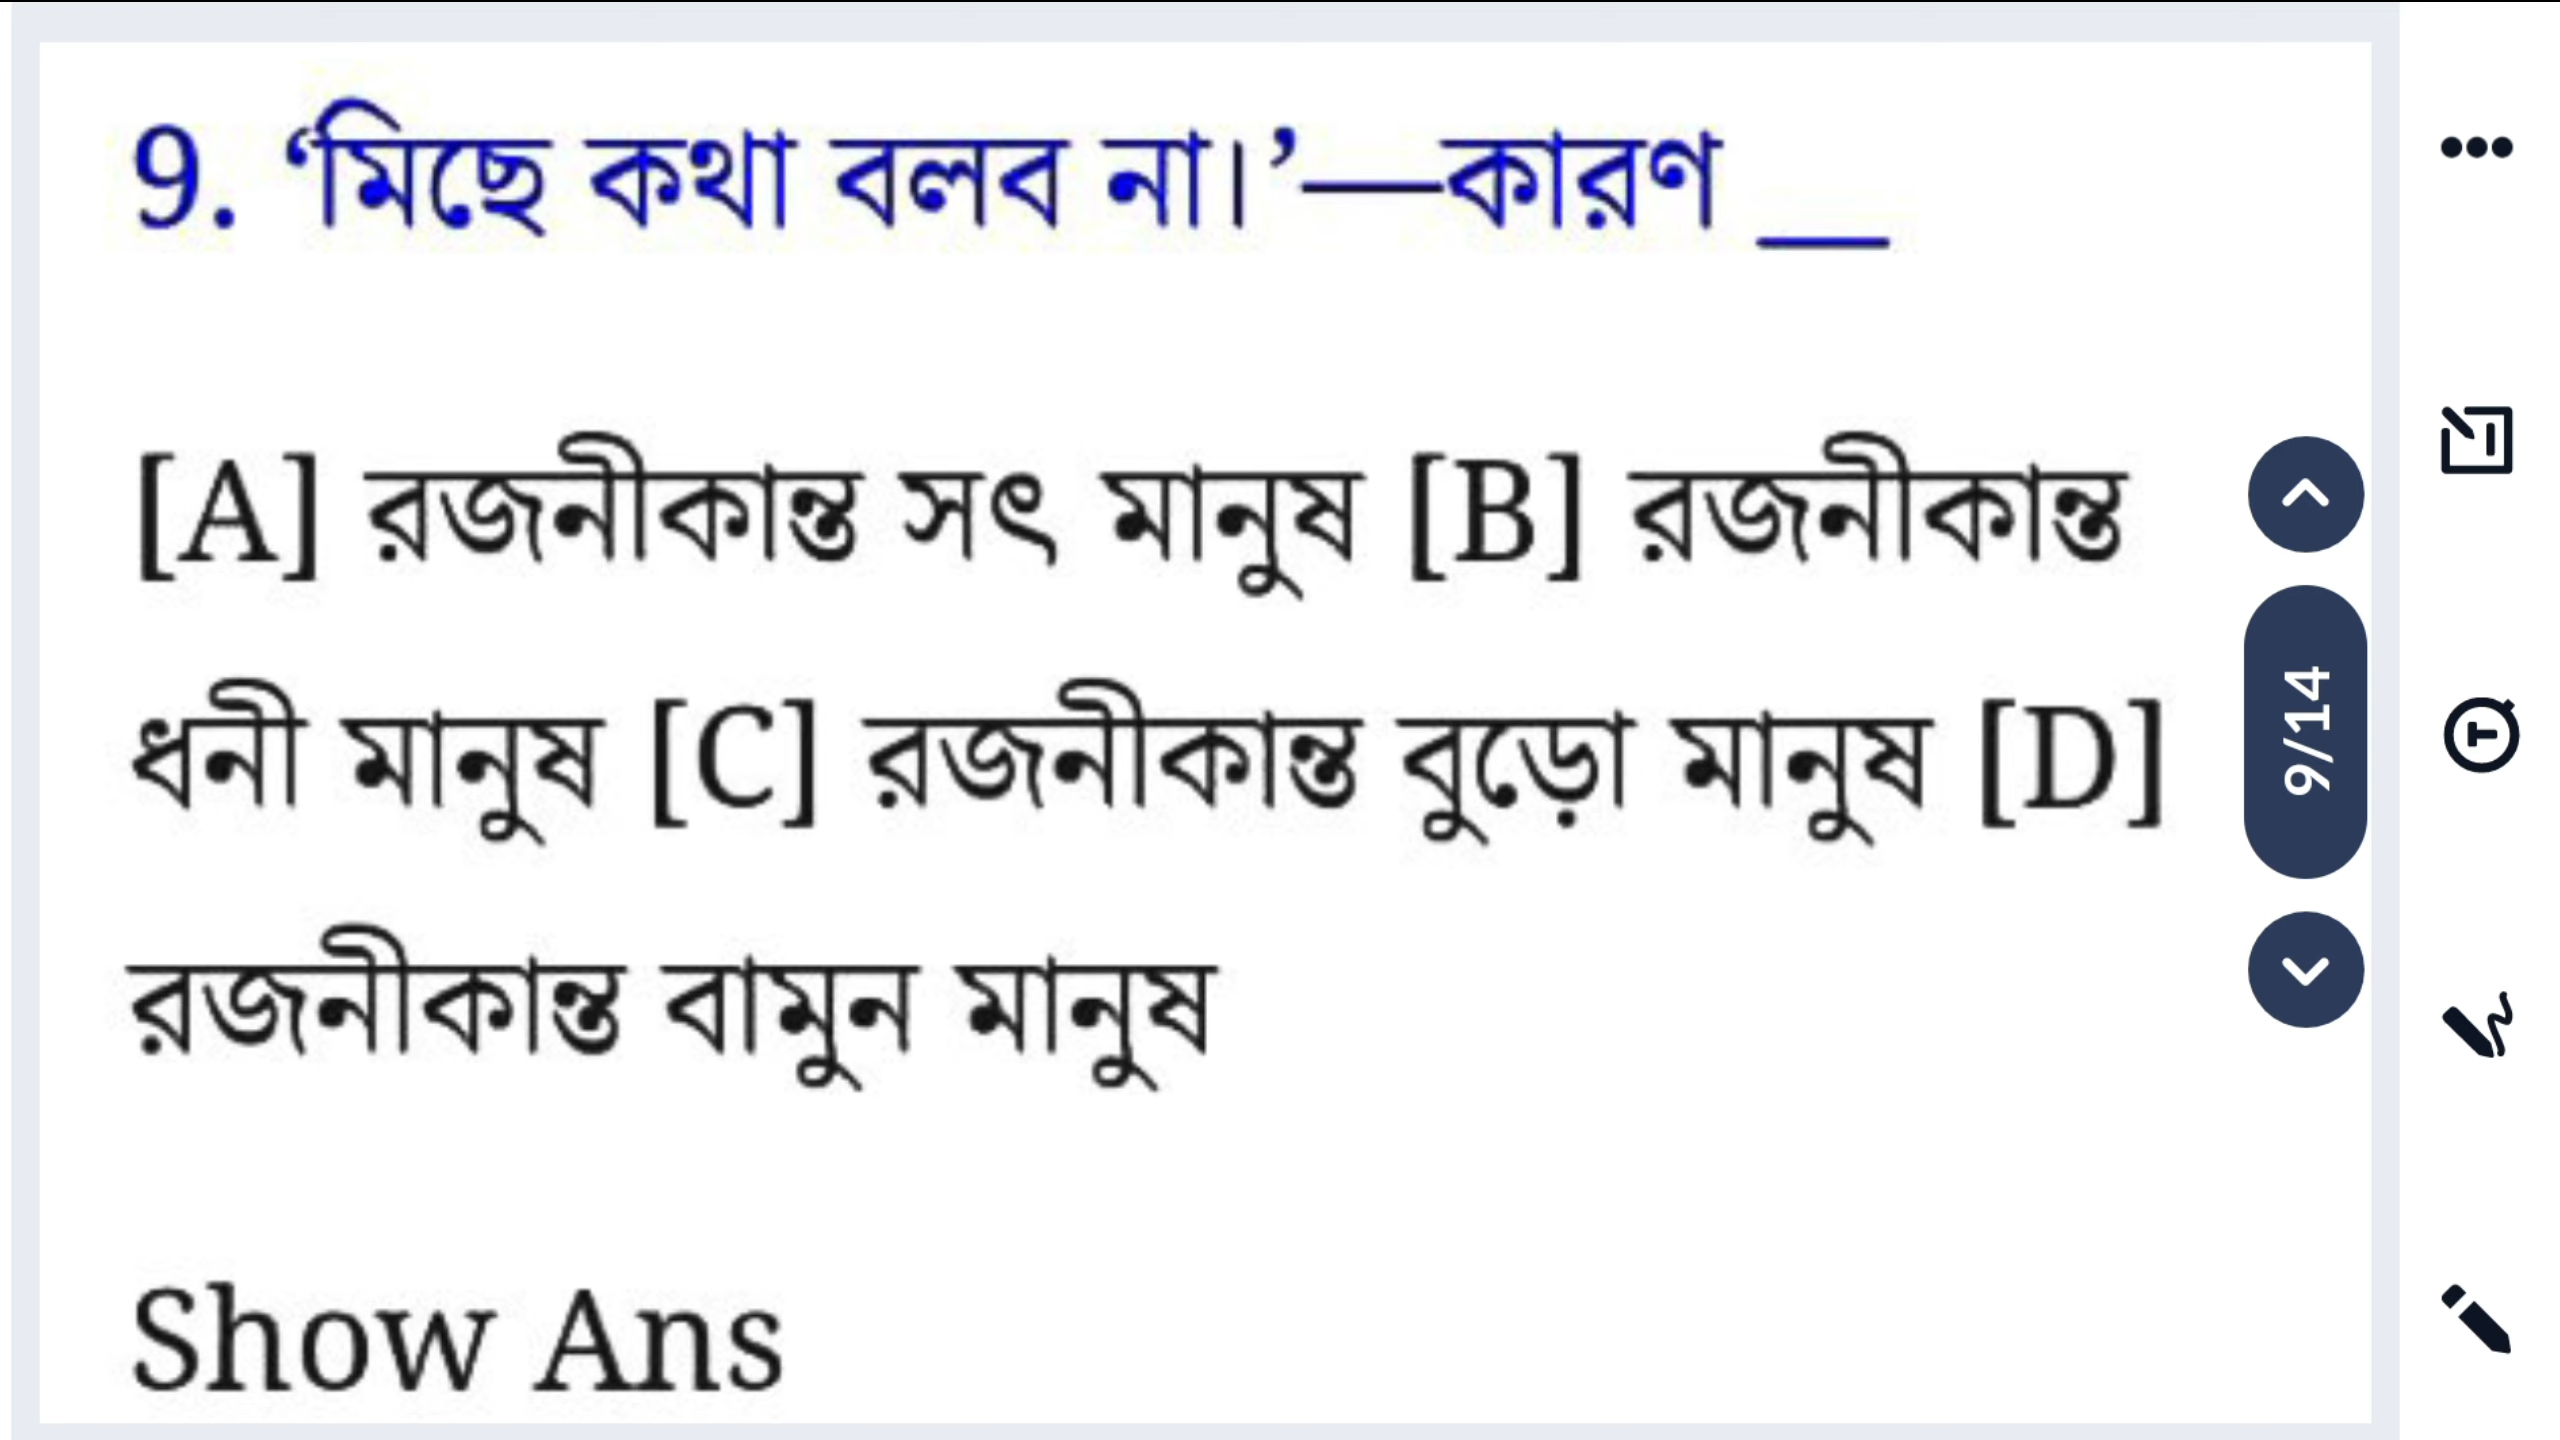 9. ‘মিছে কথা বলব না।’—কারণ __
[A] রজনীকান্ত সৎ মানুষ [B] রজনীকান্ত
ধনী মানুষ [C] রজনীকান্ত বুড়ো মানুষ [D]
রজনীকান্ত বামুন মানুষ
Show Ans
9/14